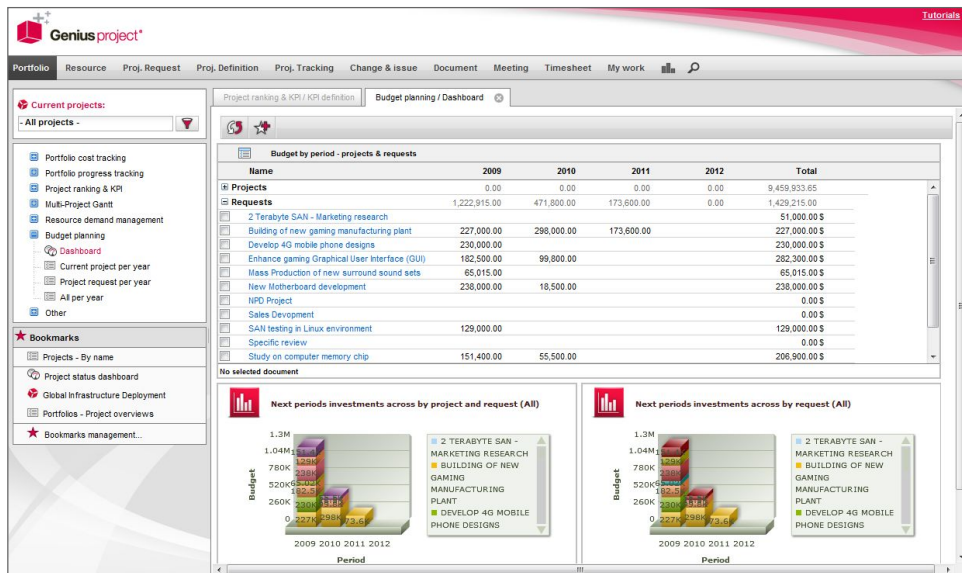 Tutorials
Genius project
Portfolio Resource Proj. Request Proj. Definition Proj. Tracking Change & issue Document Meeting Timesheet My work
Current projects:
- All projects -
Portfolio cost tracking
Portfolio progress tracking
Project ranking & KPI
Multi-Project Gantt
Resource demand management
Budget planning
Dashboard
Current project per year
Project request per year
All per year
Other
Bookmarks
Projects - By name
Project status dashboard
Global Infrastructure Deployment
Portfolios - Project overviews
Bookmarks management...
Project ranking & KPI / KPI definition Budget planning / Dashboard
Budget by period - projects & requests
Name 2009 2010 2011 2012 Total
Projects 0.00 0.00 0.00 0.00 9,459,933.65
Requests 1,222,915.00 471,800.00 173,600.00 0.00 1,429,215.00
2 Terabyte SAN - Marketing research 51,000.00 $
Building of new gaming manufacturing plant 227,000.00 298,000.00 173,600.00 227,000.00 $
Develop 4G mobile phone designs 230,000.00 230,000.00 $
Enhance gaming Graphical User Interface (GUI) 182,500.00 99,800.00 282,300.00 $
Mass Production of new surround sound sets 65,015.00 65,015.00 $
New Motherboard development 238,000.00 18,500.00 238,000.00 $
NPD Project 0.00 $
Sales Devopment 0.00 $
SAN testing in Linux environment 129,000.00 129,000.00 $
Specific review 0.00 $
Study on computer memory chip 151,400.00 55,500.00 206,900.00 $
No selected document
Next periods investments across by project and request (All)
1.3M
1.04M
780K
520K
260K
0
Budget
129K
238K
230K
227K 298K
2009 2010 2011 2012
Period
2 TERABYTE SAN -
MARKETING RESEARCH
BUILDING OF NEW
GAMING
MANUFACTURING
PLANT
DEVELOP 4G MOBILE
PHONE DESIGNS
Next periods investments across by request (All)
1.3M
1.04M
780K
520K
260K
0
Budget
129K
238K
230K
227K 298K
2009 2010 2011 2012
Period
2 TERABYTE SAN -
MARKETING RESEARCH
BUILDING OF NEW
GAMING
MANUFACTURING
PLANT
DEVELOP 4G MOBILE
PHONE DESIGNS